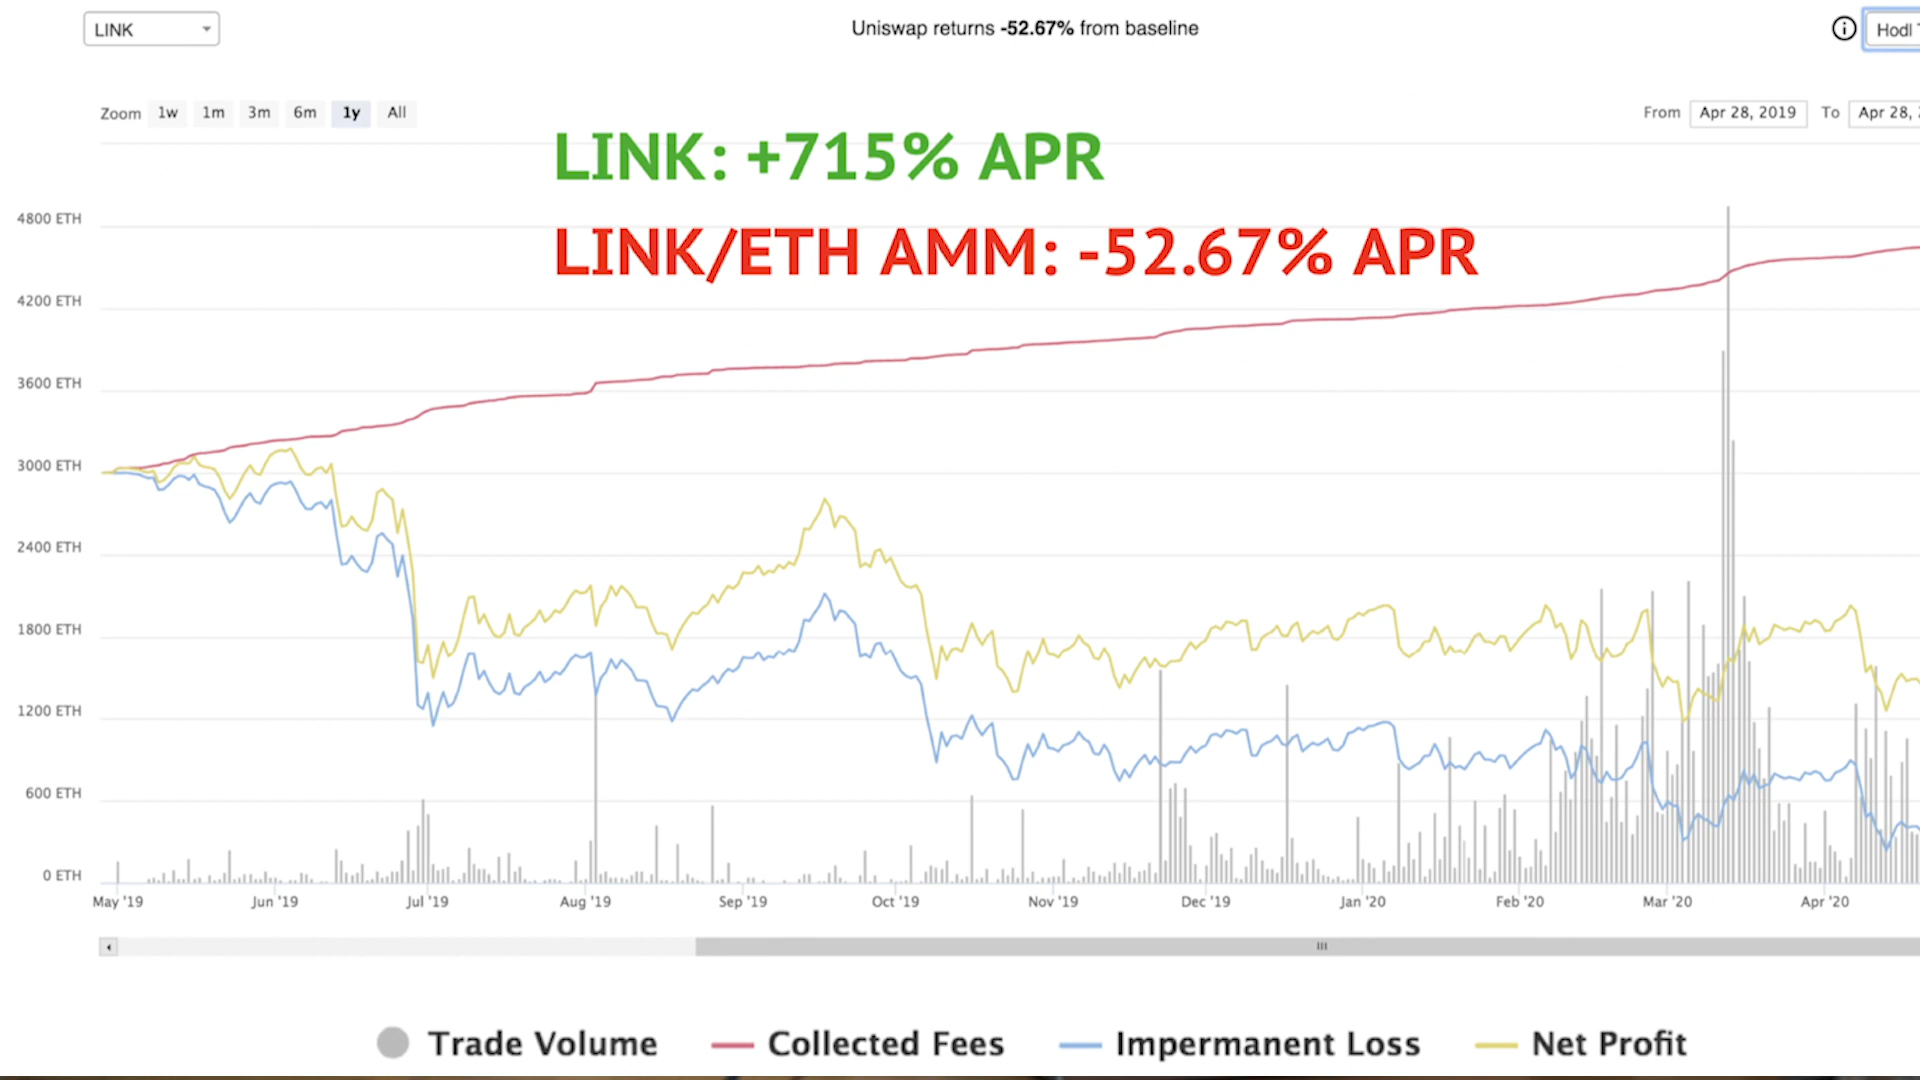 LINK
Uniswap returns -52.67% from baseline
Hodl
Zoom 1w 1m 3m 6m 1y All
From Apr 28, 2019 To Apr 28,
LINK: +715% APR
LINK/ETH AMM: -52.67% APR
4800 ETH
4200 ETH
3600 ETH
3000 ETH
2400 ETH
1800 ETH
1200 ETH
600 ETH
0 ETH
May '19 Jun '19 Jul '19 Aug '19 Sep '19 Oct '19 Nov '19 Dec '19 Jan '20 Feb '20 Mar '20 Apr '20
Trade Volume Collected Fees Impermanent Loss Net Profit